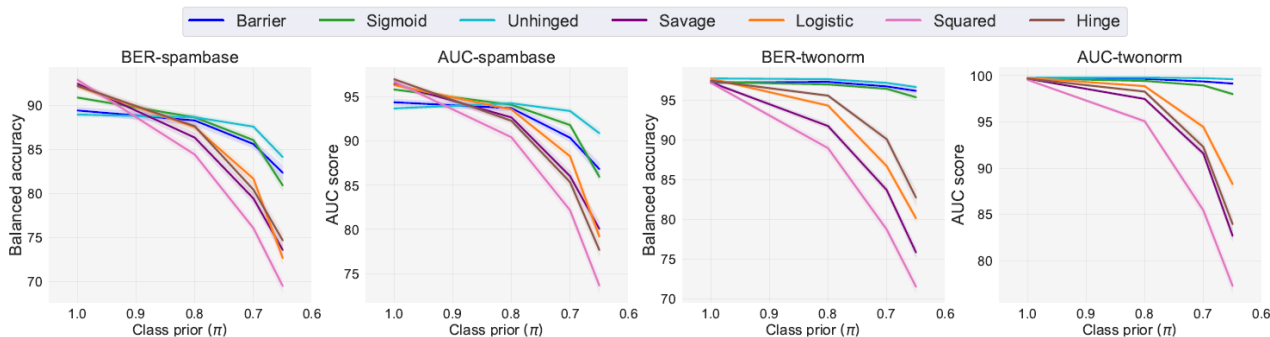 Barrier Sigmoid Unhinged Savage Logistic Squared Hinge
BER-spambase
Balanced accuracy
90
85
80
75
70
1.0 0.9 0.8 0.7 0.6
Class prior (π)
AUC-spambase
AUC score
95
90
85
80
75
1.0 0.9 0.8 0.7 0.6
Class prior (π)
BER-twonorm
Balanced accuracy
95
90
85
80
75
70
1.0 0.9 0.8 0.7 0.6
Class prior (π)
AUC-twonorm
AUC score
100
95
90
85
80
1.0 0.9 0.8 0.7 0.6
Class prior (π)